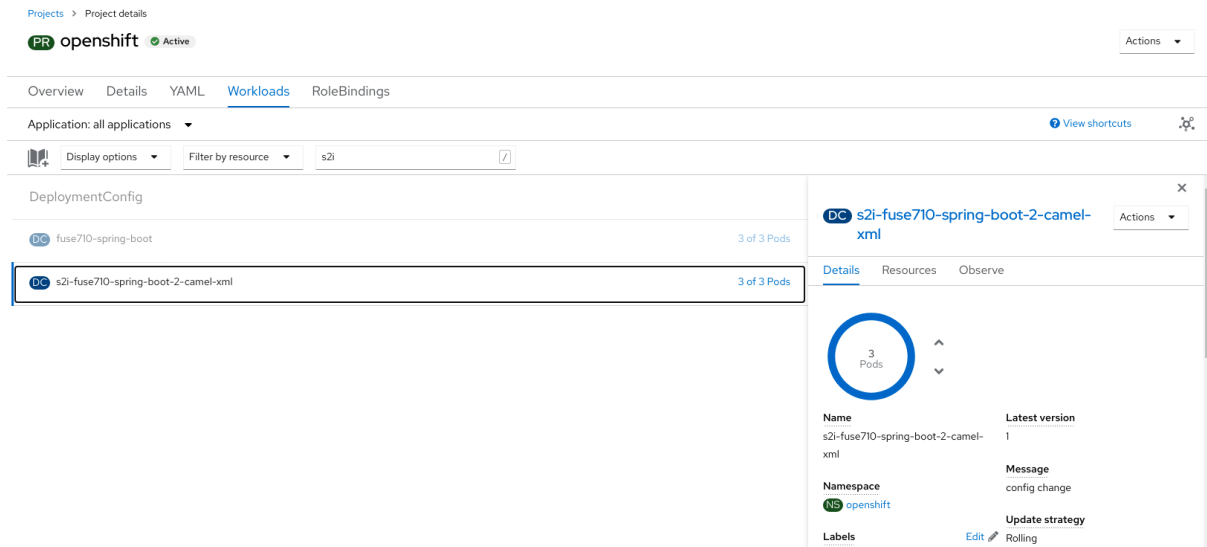 Projects > Project details
PR openshift Active
Actions
Overview Details YAML Workloads RoleBindings
Application: all applications
View shortcuts
Display options Filter by resource s2i /
DeploymentConfig
DC fuse710-spring-boot 3 of 3 Pods
DC s2i-fuse710-spring-boot-2-camel-xml 3 of 3 Pods
DC s2i-fuse710-spring-boot-2-camel-
xml
Actions
Details Resources Observe
3
Pods
Name
s2i-fuse710-spring-boot-2-camel-
xml
Latest version
1
Message
config change
Namespace
NS openshift
Update strategy
Rolling
Labels Edit